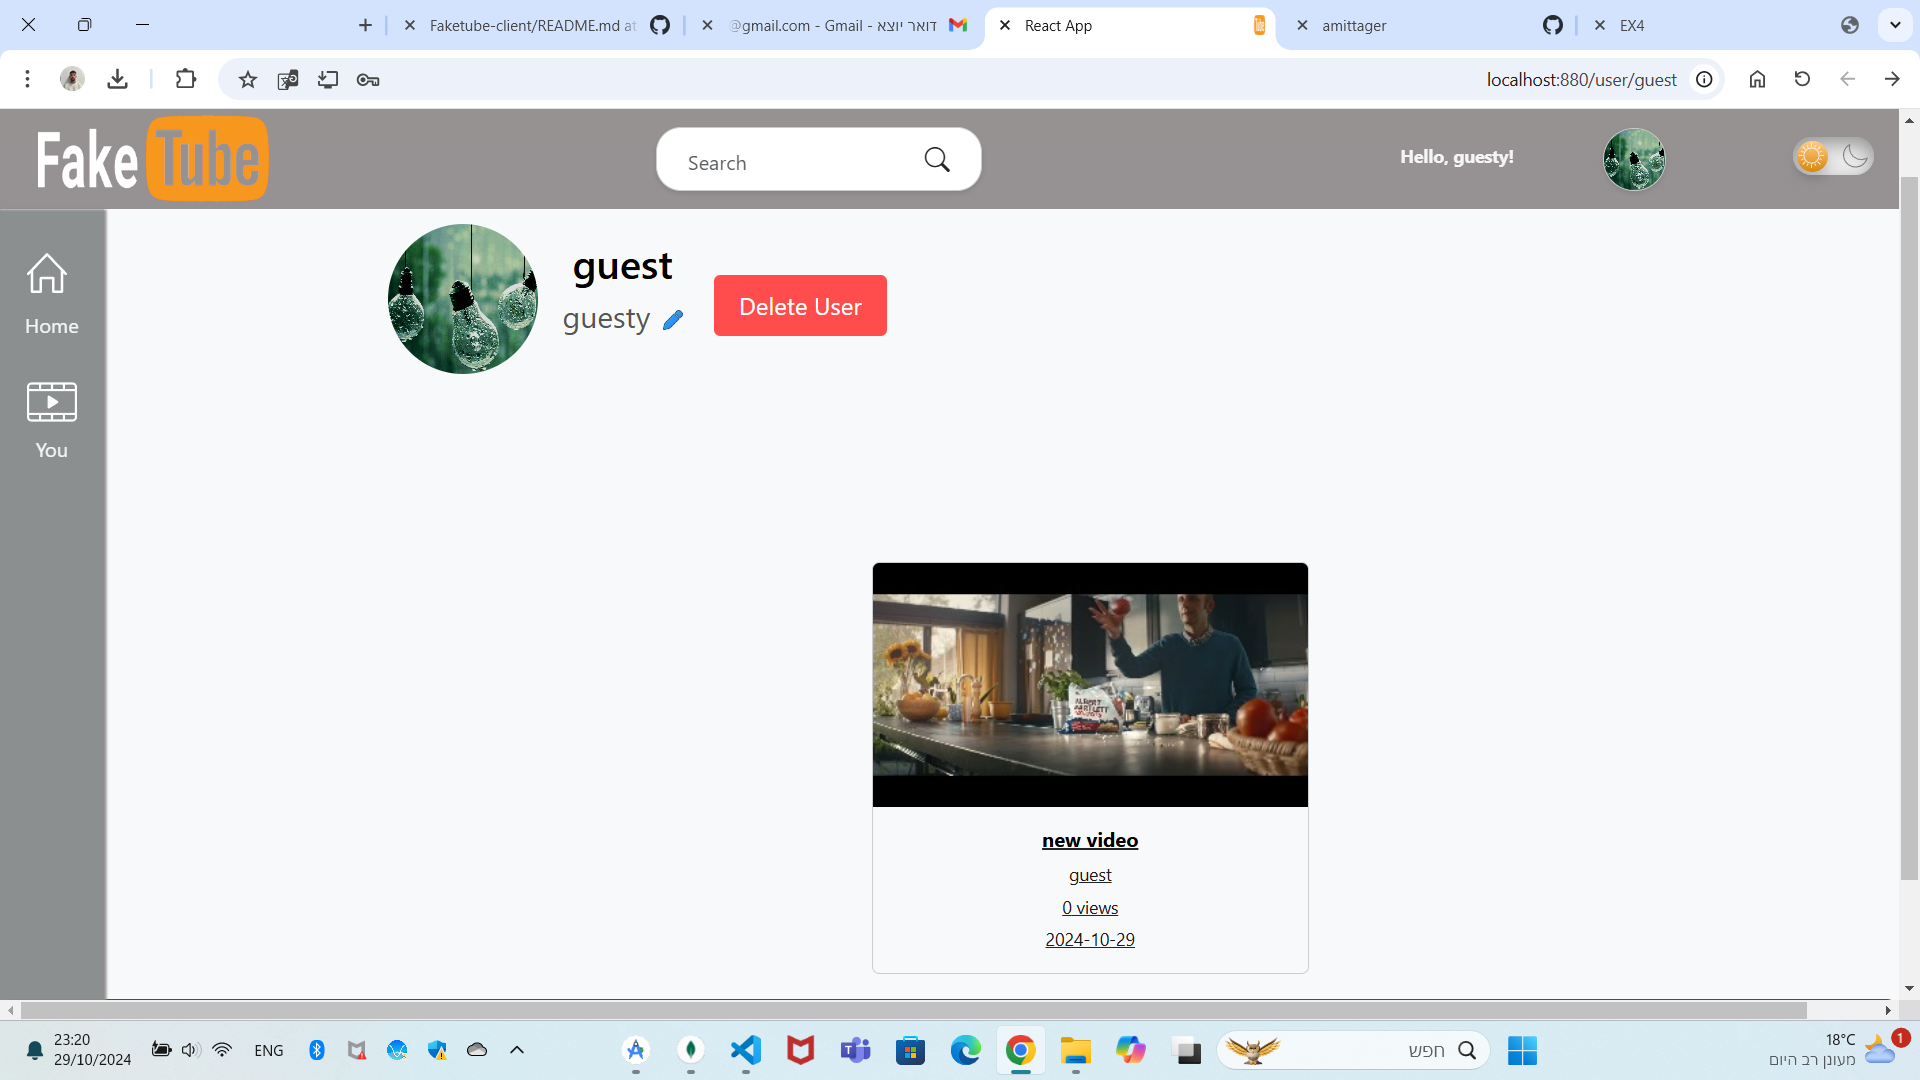 Faketube-client/README.md at
@gmail.com - Gmail - דואר יוצא
React App
amittager
EX4
localhost:880/user/guest
Fake Tube
Search
Hello, guesty!
Home
You
guest
guesty
Delete User
ALBERT
BARTLETT
new video
guest
0 views
2024-10-29
23:20
29/10/2024
ENG
חפש
18°C
מעונן רב היום
1